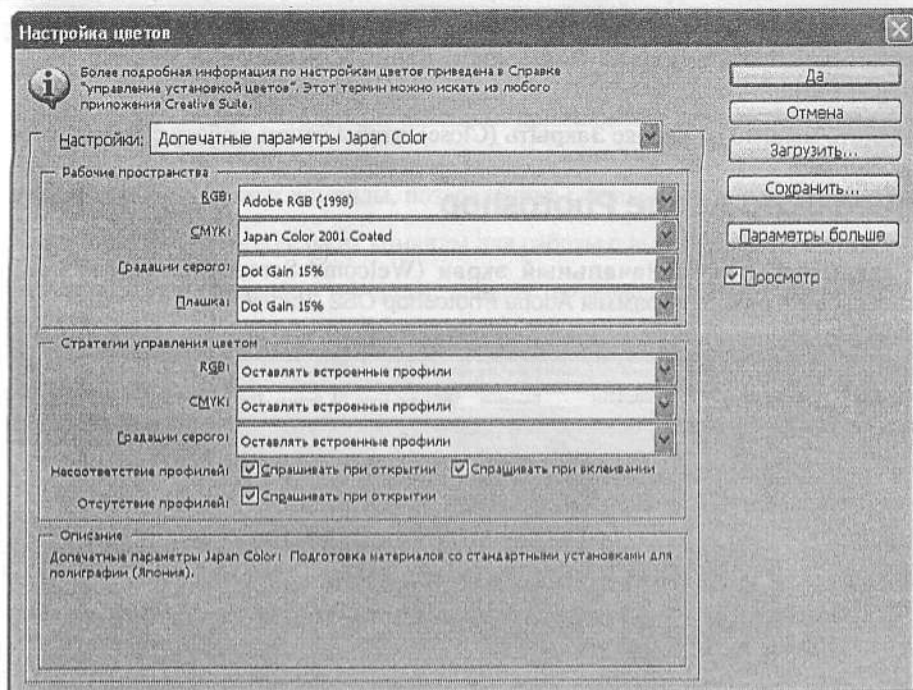 Настройка цветов
Более подробная информация по настройкам цветов приведена в Справке
"управление установкой цветов". Этот термин можно искать из любого
приложения Creative Suite.
Настройки: Допечатные параметры Japan Color
Рабочие пространства
RGB: Adobe RGB (1998)
CMYK: Japan Color 2001 Coated
Градации серого: Dot Gain 15%
Плашка: Dot Gain 15%
Стратегии управления цветом
RGB: Оставлять встроенные профили
CMYK: Оставлять встроенные профили
Градации серого: Оставлять встроенные профили
Несоответствие профилей: Спрашивать при открытии Спрашивать при вклеивании
Отсутствие профилей: Спрашивать при открытии
Описание
Допечатные параметры Japan Color: Подготовка материалов со стандартными установками для
полиграфии (Япония).
Да
Отмена
Загрузить...
Сохранить...
Параметры больше
Просмотр